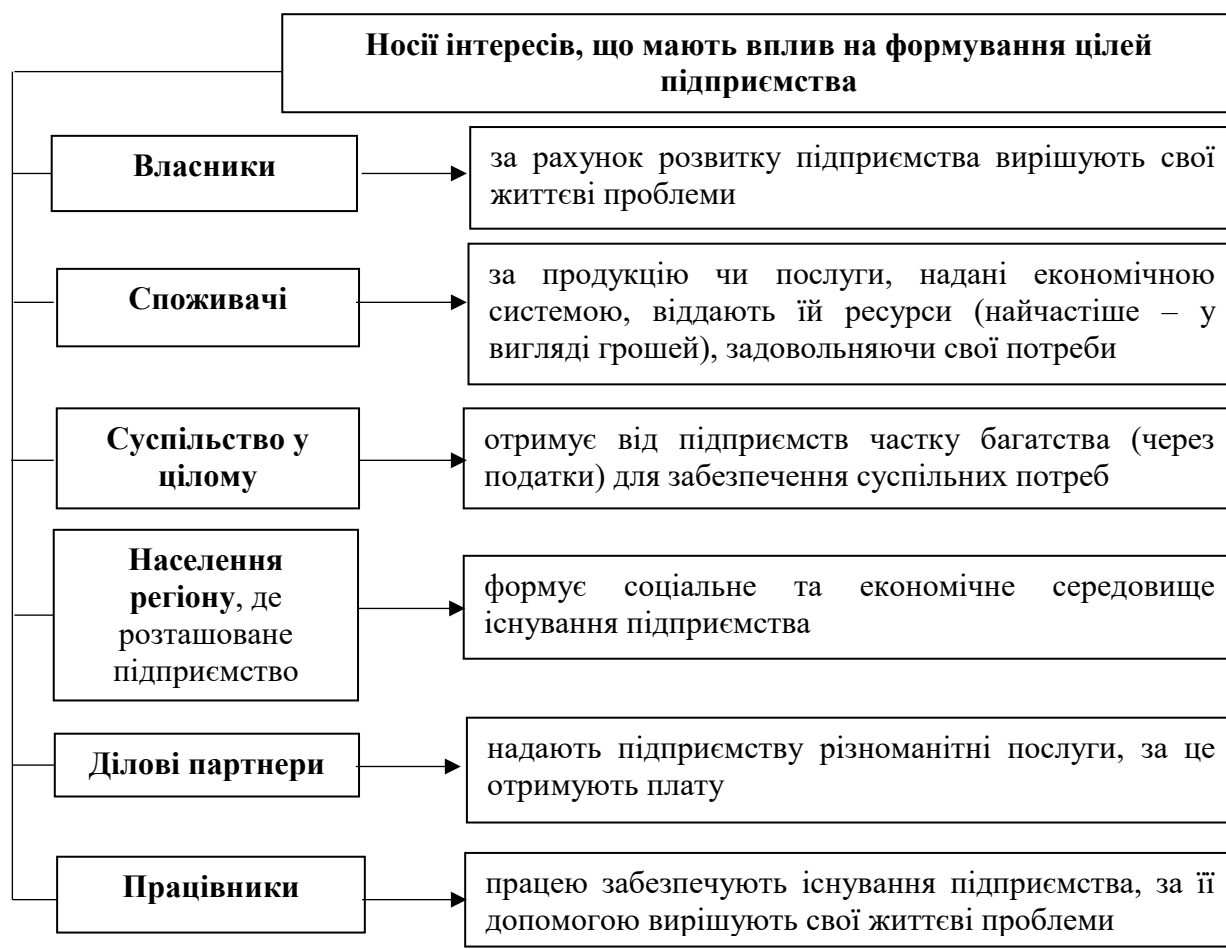 Носії інтересів, що мають вплив на формування цілей
підприємства
Власники
за рахунок розвитку підприємства вирішують свої
життєві проблеми
Споживачі
за продукцію чи послуги, надані економічною
системою, віддають їй ресурси (найчастіше – у
вигляді грошей), задовольняючи свої потреби
Суспільство у
цілому
отримує від підприємств частку багатства (через
податки) для забезпечення суспільних потреб
Населення
регіону, де
розташоване
підприємство
формує соціальне та економічне середовище
існування підприємства
Ділові партнери
надають підприємству різноманітні послуги, за це
отримують плату
Працівники
працею забезпечують існування підприємства, за її
допомогою вирішують свої життєві проблеми